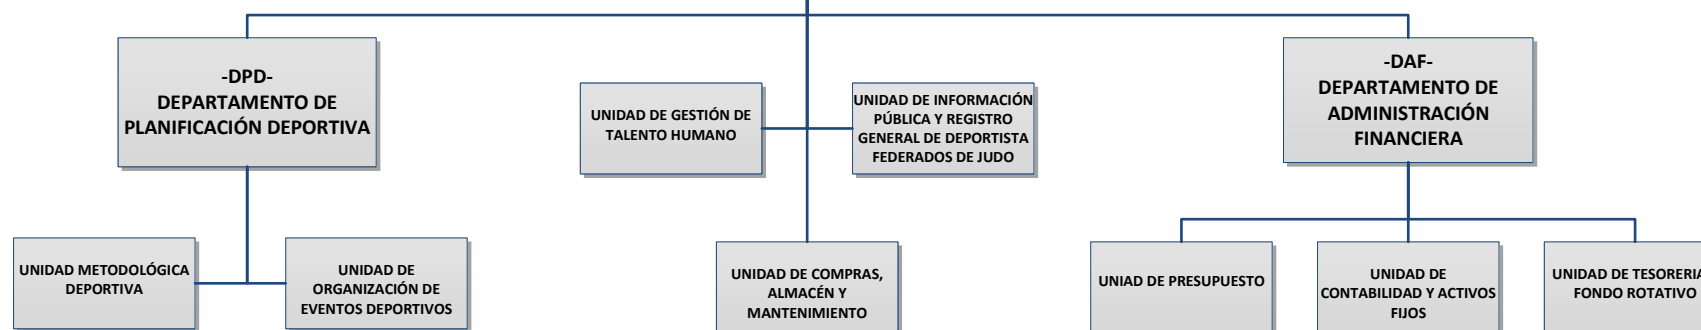 -DPD-
DEPARTAMENTO DE
PLANIFICACIÓN DEPORTIVA
UNIDAD DE GESTIÓN DE
TALENTO HUMANO
UNIDAD DE INFORMACIÓN
PÚBLICA Y REGISTRO
GENERAL DE DEPORTISTA
FEDERADOS DE JUDO
-DAF-
DEPARTAMENTO DE
ADMINISTRACIÓN
FINANCIERA
UNIDAD METODOLÓGICA
DEPORTIVA
UNIDAD DE
ORGANIZACIÓN DE
EVENTOS DEPORTIVOS
UNIDAD DE COMPRAS,
ALMACÉN Y
MANTENIMIENTO
UNIAD DE PRESUPUESTO
UNIDAD DE
CONTABILIDAD Y ACTIVOS
FIJOS
UNIDAD DE TESORERIA
FONDO ROTATIVO